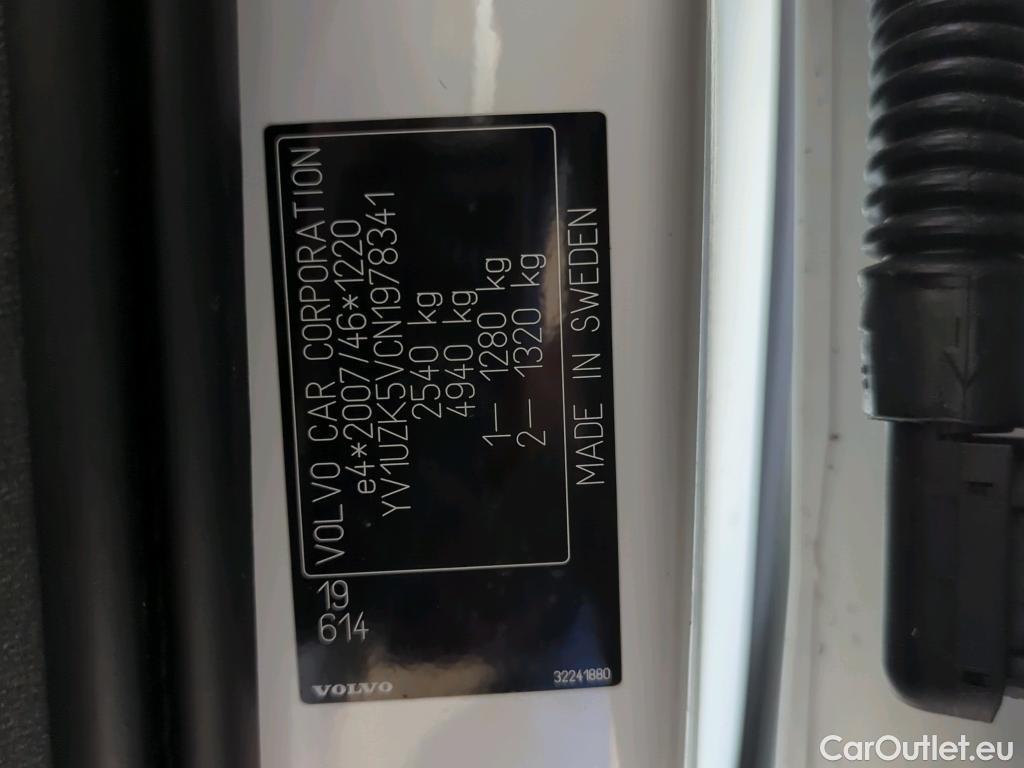 VOLVO CAR CORPORATION
e4*2007/46*1220
YV1UZK5VCN1978341
2540 kg
4940 kg
1— 1280 kg
2— 1320 kg
MADE IN SWEDEN
19
614
VOLVO
32241880
CarOutlet.eu